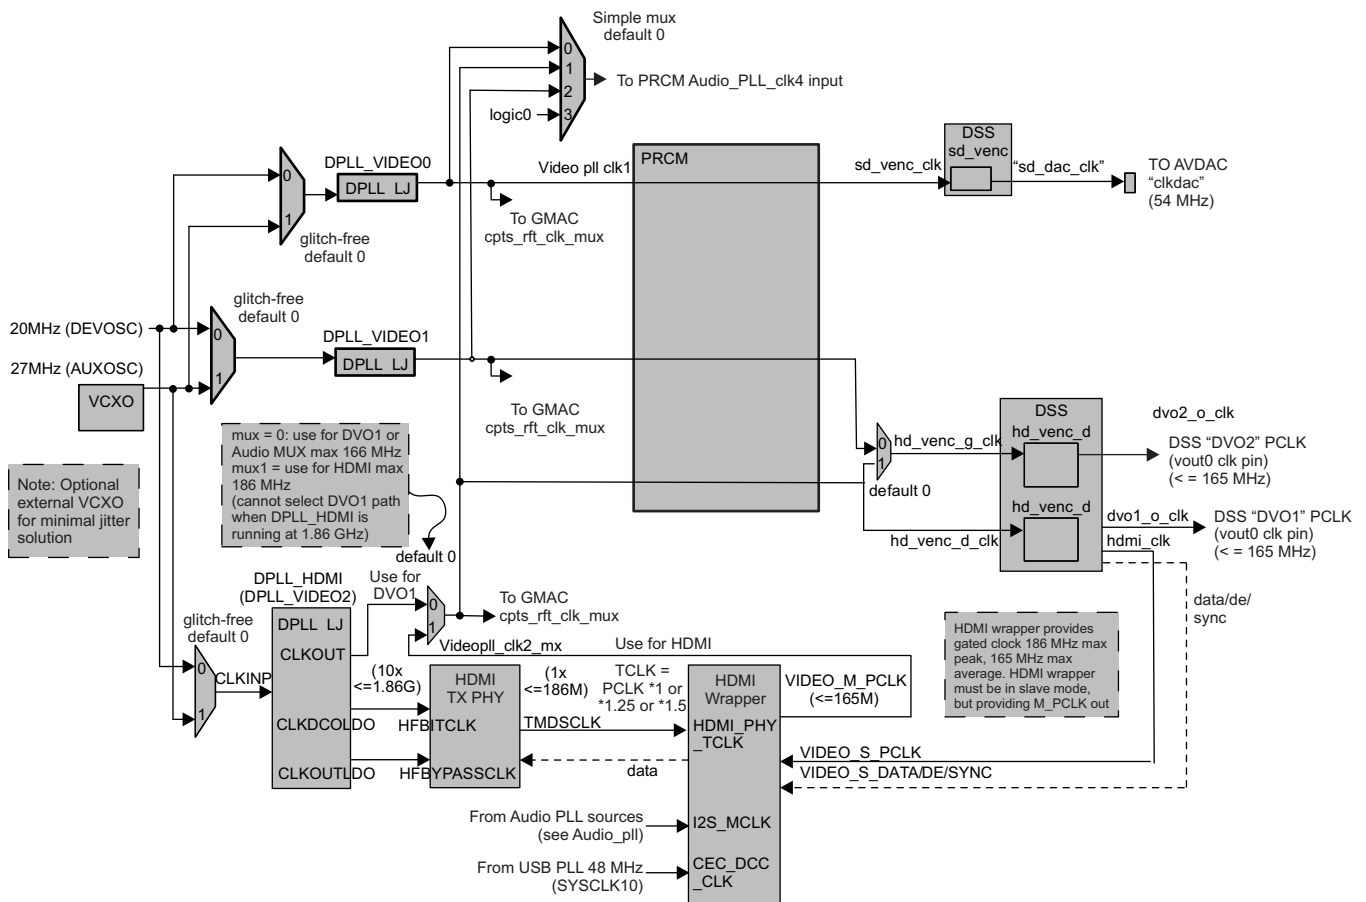 Simple mux
default 0
0
1
2
3
logic0
To PRCM Audio_PLL_clk4 input
DPLL_VIDEO0
DPLL LJ
0
1
glitch-free
default 0
Video pll clk1
To GMAC
cpts_rft_clk_mux
PRCM
sd_venc_clk
DSS
sd_venc
“sd_dac_clk”
TO AVDAC
“clkdac”
(54 MHz)
20MHz (DEVOSC)
27MHz (AUXOSC)
VCXO
glitch-free
default 0
0
1
DPLL_VIDEO1
DPLL LJ
To GMAC
cpts_rft_clk_mux
Note: Optional
external VCXO
for minimal jitter
solution
mux = 0: use for DVO1 or
Audio MUX max 166 MHz
mux1 = use for HDMI max
186 MHz
(cannot select DVO1 path
when DPLL_HDMI is
running at 1.86 GHz)
default 0
0
1
default 0
hd_venc_g_clk
hd_venc_d_clk
DSS
hd_venc_d
hd_venc_d
dvo2_o_clk
DSS “DVO2” PCLK
(vout0 clk pin)
(< = 165 MHz)
dvo1_o_clk
hdmi_clk
DSS “DVO1” PCLK
(vout0 clk pin)
(< = 165 MHz)
data/de/
sync
glitch-free
default 0
0
1
CLKINP
DPLL_HDMI
(DPLL_VIDEO2)
DPLL LJ
CLKOUT
CLKDCOLDO
CLKOUTLDO
Use for
DVO1
0
1
To GMAC
cpts_rft_clk_mux
Videopll_clk2_mx
Use for HDMI
(10x
<=1.86G)
HDMI
TX PHY
HFBITCLK
HFBYPASSCLK
(1x
<=186M)
TMDSCLK
TCLK =
PCLK *1 or
*1.25 or *1.5
data
HDMI
Wrapper
HDMI_PHY
_TCLK
I2S_MCLK
CEC_DCC
_CLK
VIDEO_M_PCLK
(<=165M)
VIDEO_S_PCLK
VIDEO_S_DATA/DE/SYNC
HDMI wrapper provides
gated clock 186 MHz max
peak, 165 MHz max
average. HDMI wrapper
must be in slave mode,
but providing M_PCLK out
From Audio PLL sources
(see Audio_pll)
From USB PLL 48 MHz
(SYSCLK10)